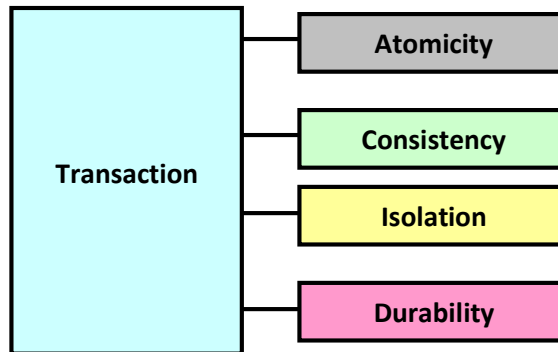 Atomicity
Consistency
Transaction
Isolation
Durability